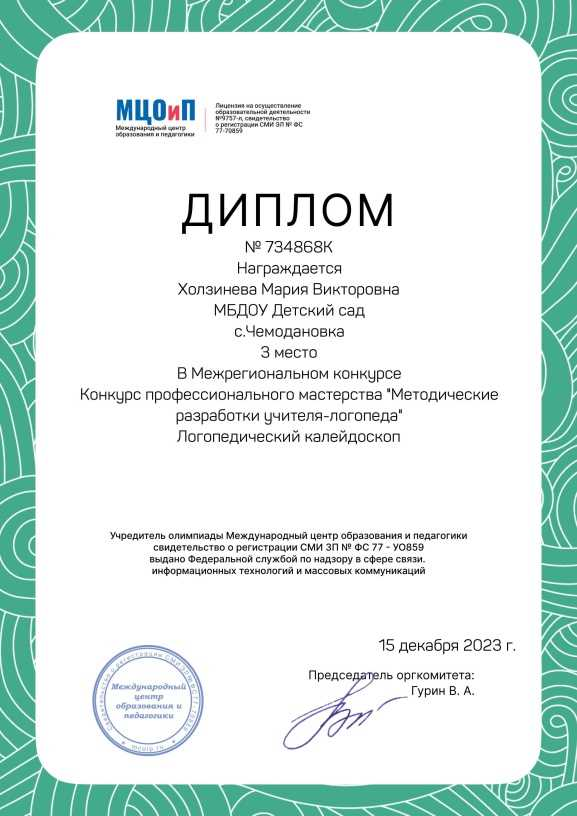 МЦОиП
Международный центр
образования и педагогики
Лицензия на осуществление
образовательной деятельности
№9757-л, свидетельство
о регистрации СМИ ЭЛ № ФС
77-70859
ДИПЛОМ
№ 734868К
Награждается
Холзинева Мария Викторовна
МБДОУ Детский сад
с.Чемодановка
3 место
В Межрегиональном конкурсе
Конкурс профессионального мастерства "Методические
разработки учителя-логопеда"
Логопедический калейдоскоп
Учредитель олимпиады Международный центр образования и педагогики
свидетельство о регистрации СМИ ЗП № ФС 77 - УО859
выдано Федеральной службой по надзору в сфере связи.
информационных технологий и массовых коммуникаций
15 декабря 2023 г.
Председатель оргкомитета:
Гурин В. А.
свидетельство о регистрации СМИ
Международный
центр
образования и
педагогики